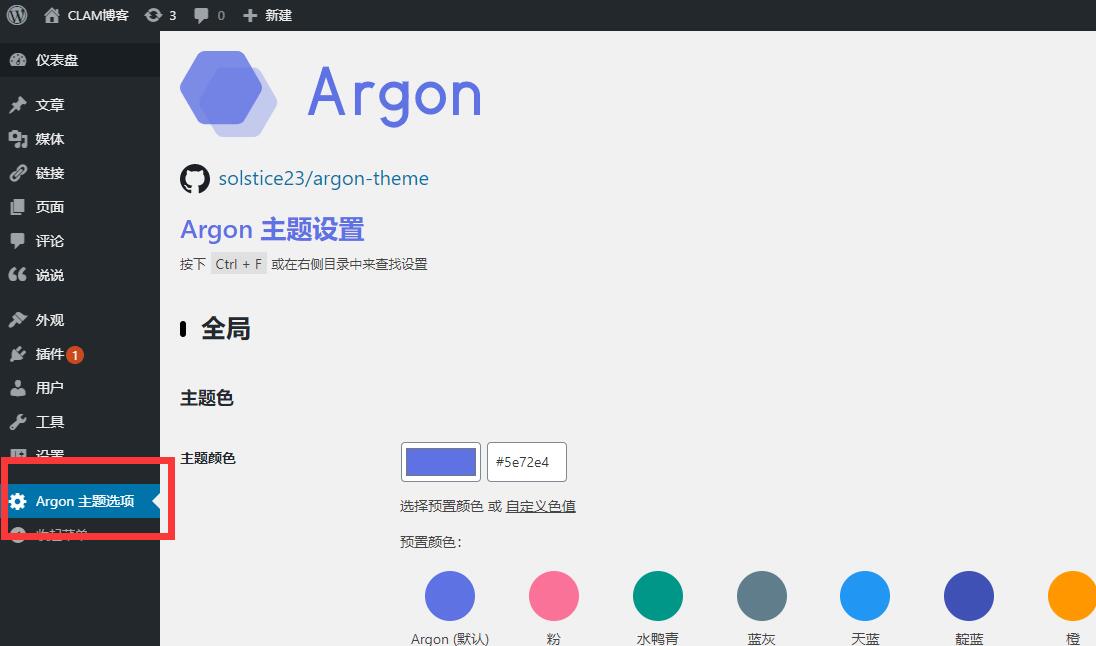 CLAM博客 3 0 新建
仪表盘
文章
媒体
链接
页面
评论
说说
外观
插件 1
用户
工具
设置
Argon 主题选项
收起菜单
Argon
solstice23/argon-theme
Argon 主题设置
按下 Ctrl + F 或在右侧目录中来查找设置
全局
主题色
主题颜色
#5e72e4
选择预置颜色 或 自定义色值
预置颜色：
Argon (默认) 粉 水鸭青 蓝灰 天蓝 靛蓝 橙